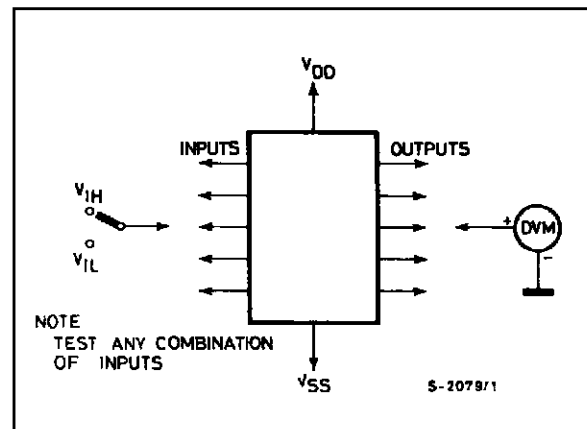 VDD
INPUTS
OUTPUTS
VIH
VIL
+
DVM
-
NOTE
TEST ANY COMBINATION
OF INPUTS
VSS
S-2079/1